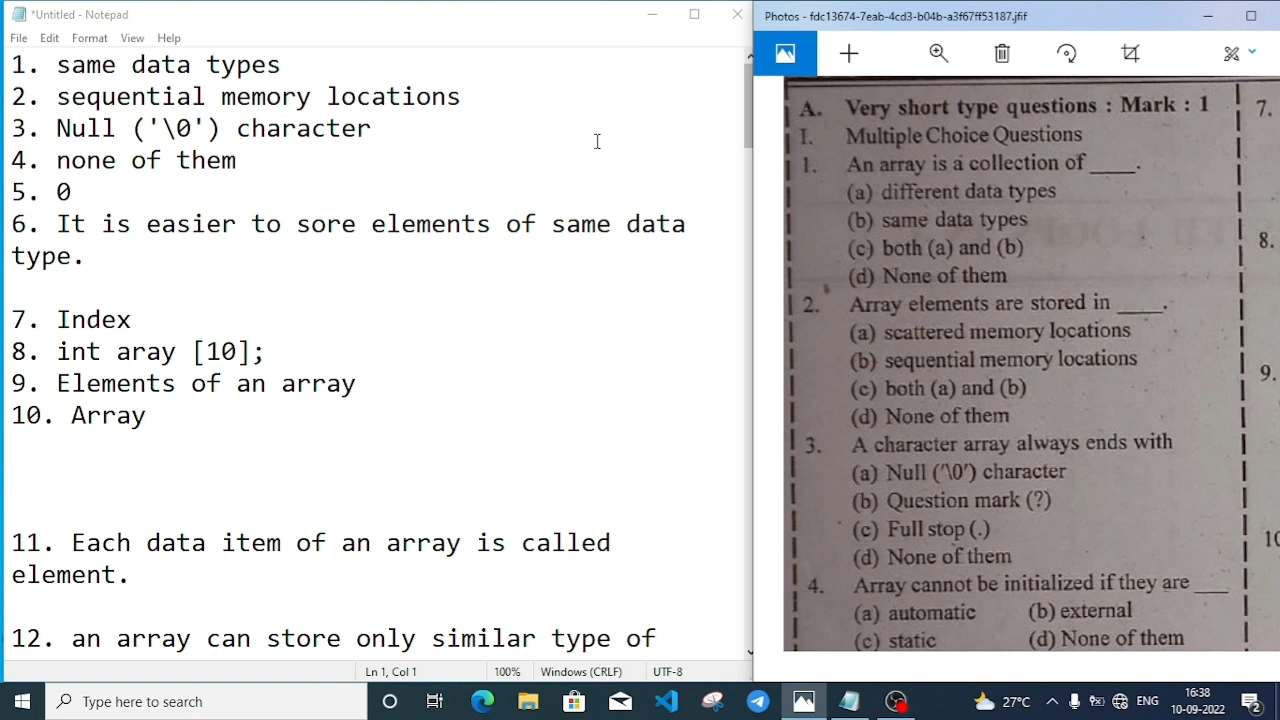 *Untitled - Notepad
File Edit Format View Help
1. same data types
2. sequential memory locations
3. Null ('\0') character
4. none of them
5. 0
6. It is easier to sore elements of same data
type.
7. Index
8. int aray [10];
9. Elements of an array
10. Array
11. Each data item of an array is called
element.
12. an array can store only similar type of
Ln 1, Col 1 100% Windows (CRLF) UTF-8
Photos - fdc13674-7eab-4cd3-b04b-a3f67ff53187.jfif
A. Very short type questions : Mark : 1
I. Multiple Choice Questions
1. An array is a collection of ____.
(a) different data types
(b) same data types
(c) both (a) and (b)
(d) None of them
2. Array elements are stored in ____.
(a) scattered memory locations
(b) sequential memory locations
(c) both (a) and (b)
(d) None of them
3. A character array always ends with
(a) Null ('\0') character
(b) Question mark (?)
(c) Full stop (.)
(d) None of them
4. Array cannot be initialized if they are ___
(a) automatic (b) external
(c) static (d) None of them
7.
8.
9.
10
Type here to search
27°C ENG 16:38
10-09-2022
2